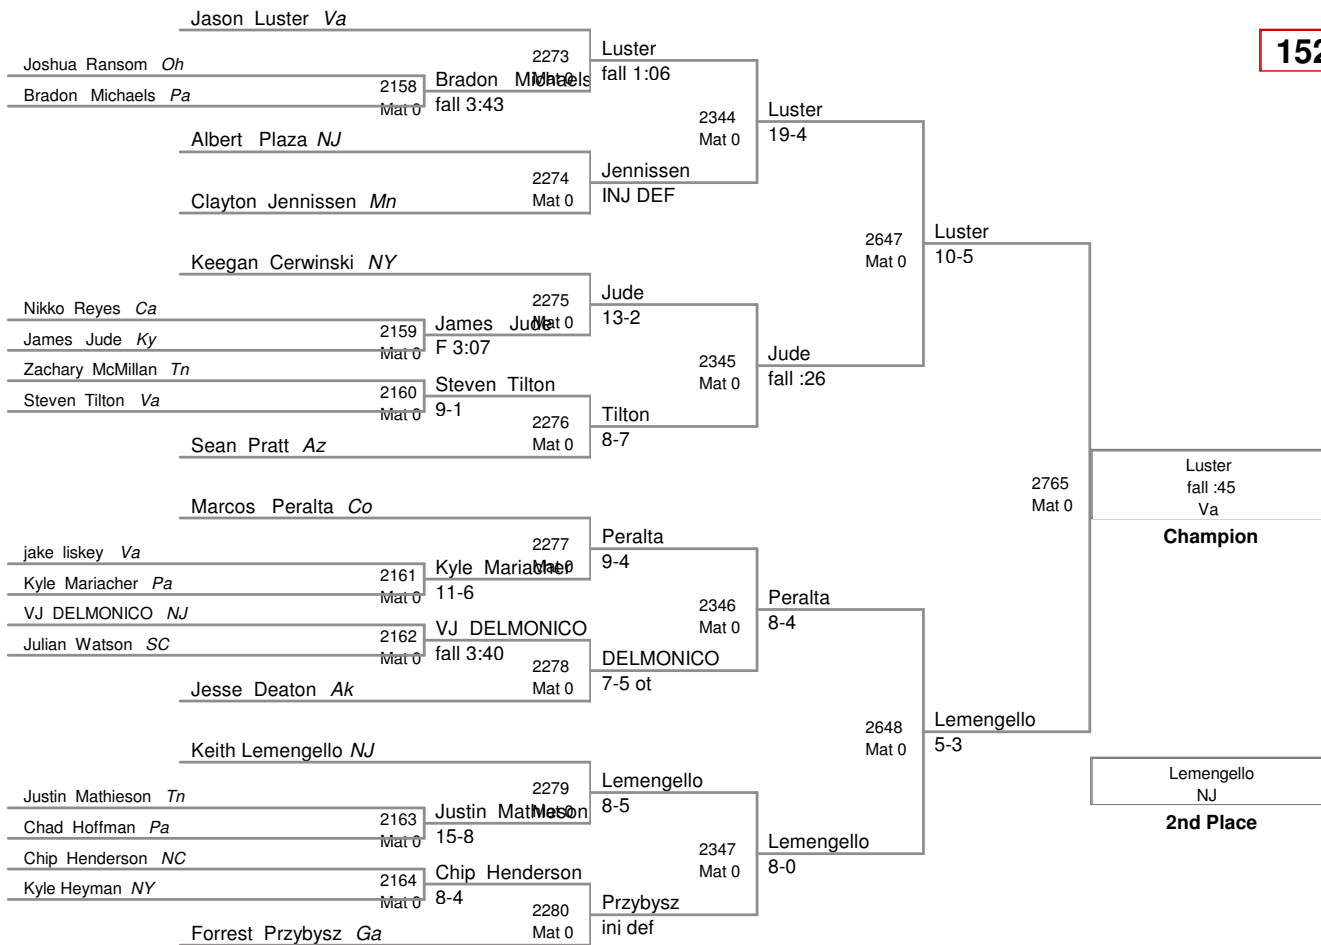 Jason Luster Va
152
Joshua Ransom Oh
Bradon Michaels Pa
2158
Mat 0
Bradon Michaels
fall 3:43
2273
Mat 0
Luster
fall 1:06
Albert Plaza NJ
Clayton Jennissen Mn
2274
Mat 0
Jennissen
INJ DEF
2344
Mat 0
Luster
19-4
Keegan Cerwinski NY
Nikko Reyes Ca
James Jude Ky
2159
Mat 0
James Jude
F 3:07
2275
Mat 0
Jude
13-2
Zachary McMillan Tn
Steven Tilton Va
2160
Mat 0
Steven Tilton
9-1
Sean Pratt Az
2276
Mat 0
Tilton
8-7
2345
Mat 0
Jude
fall :26
2647
Mat 0
Luster
10-5
Marcos Peralta Co
jake liskey Va
Kyle Mariacher Pa
2161
Mat 0
Kyle Mariacher
11-6
2277
Mat 0
Peralta
9-4
VJ DELMONICO NJ
Julian Watson SC
2162
Mat 0
VJ DELMONICO
fall 3:40
Jesse Deaton Ak
2278
Mat 0
DELMONICO
7-5 ot
2346
Mat 0
Peralta
8-4
Keith Lemengello NJ
Justin Mathieson Tn
Chad Hoffman Pa
2163
Mat 0
Justin Mathieson
15-8
2279
Mat 0
Lemengello
8-5
Chip Henderson NC
Kyle Heyman NY
2164
Mat 0
Chip Henderson
8-4
Forrest Przybysz Ga
2280
Mat 0
Przybysz
inj def
2347
Mat 0
Lemengello
8-0
2648
Mat 0
Lemengello
5-3
2765
Mat 0
Luster
fall :45
Va
Champion
Lemengello
NJ
2nd Place